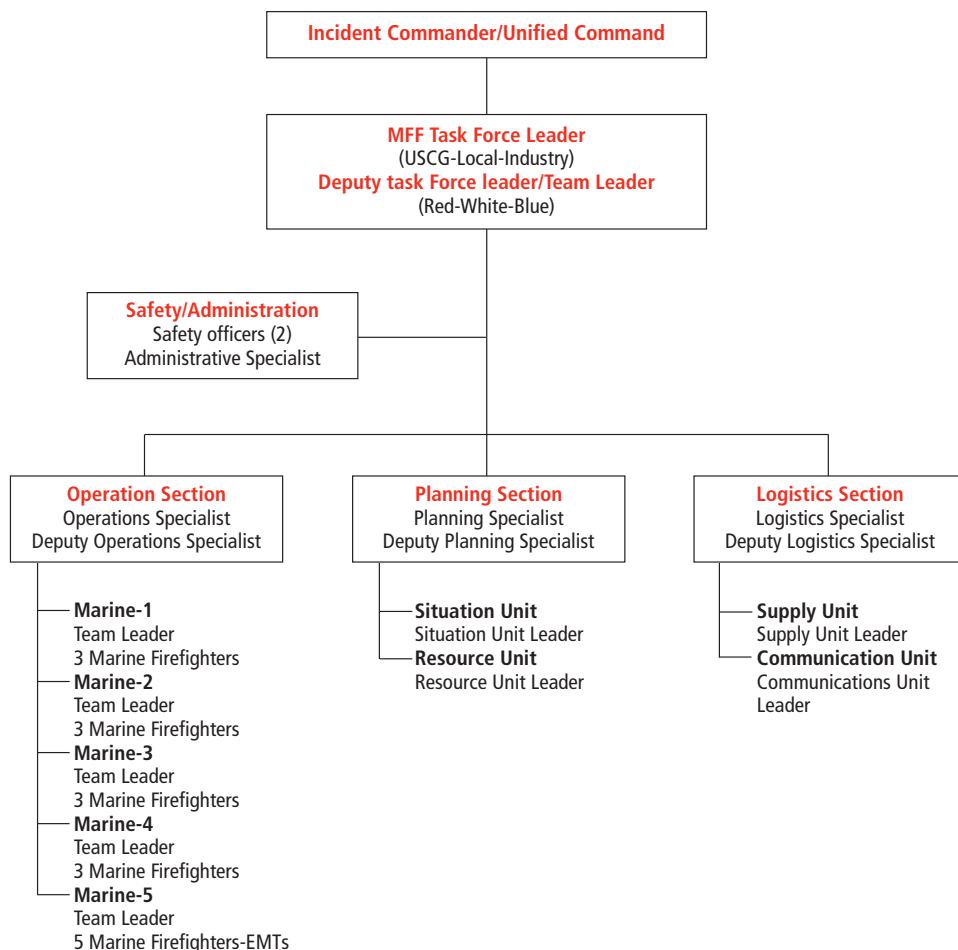 Incident Commander/Unified Command
MFF Task Force Leader
(USCG-Local-Industry)
Deputy task Force leader/Team Leader
(Red-White-Blue)
Safety/Administration
Safety officers (2)
Administrative Specialist
Operation Section
Operations Specialist
Deputy Operations Specialist
Marine-1
Team Leader
3 Marine Firefighters
Marine-2
Team Leader
3 Marine Firefighters
Marine-3
Team Leader
3 Marine Firefighters
Marine-4
Team Leader
3 Marine Firefighters
Marine-5
Team Leader
5 Marine Firefighters-EMTs
Planning Section
Planning Specialist
Deputy Planning Specialist
Situation Unit
Situation Unit Leader
Resource Unit
Resource Unit Leader
Logistics Section
Logistics Specialist
Deputy Logistics Specialist
Supply Unit
Supply Unit Leader
Communication Unit
Communications Unit
Leader